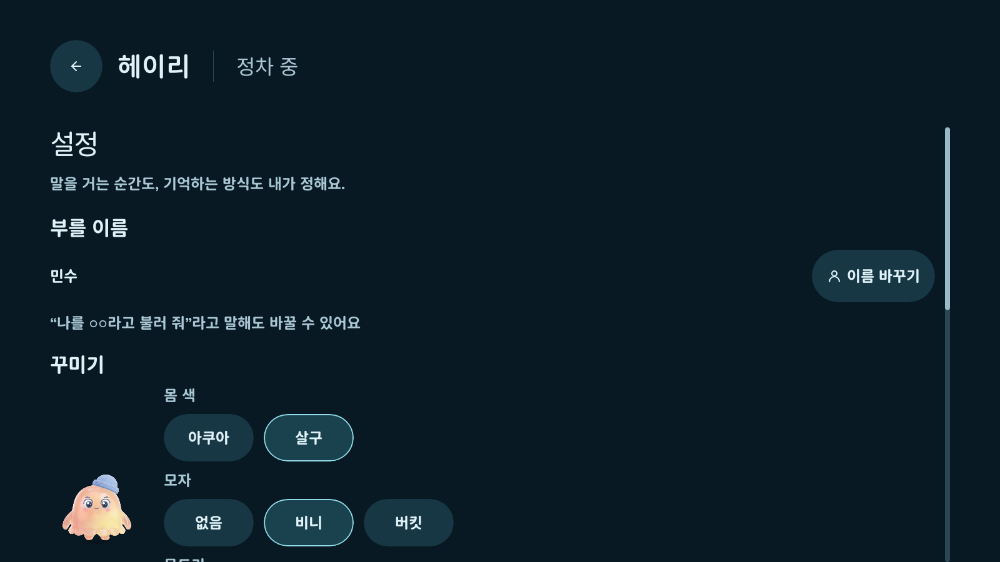 헤이리
정차 중
설정
말을 거는 순간도, 기억하는 방식도 내가 정해요.
부를 이름
민수
이름 바꾸기
“나를 ○○라고 불러 줘”라고 말해도 바꿀 수 있어요
꾸미기
몸 색
아쿠아
살구
모자
없음
비니
버킷